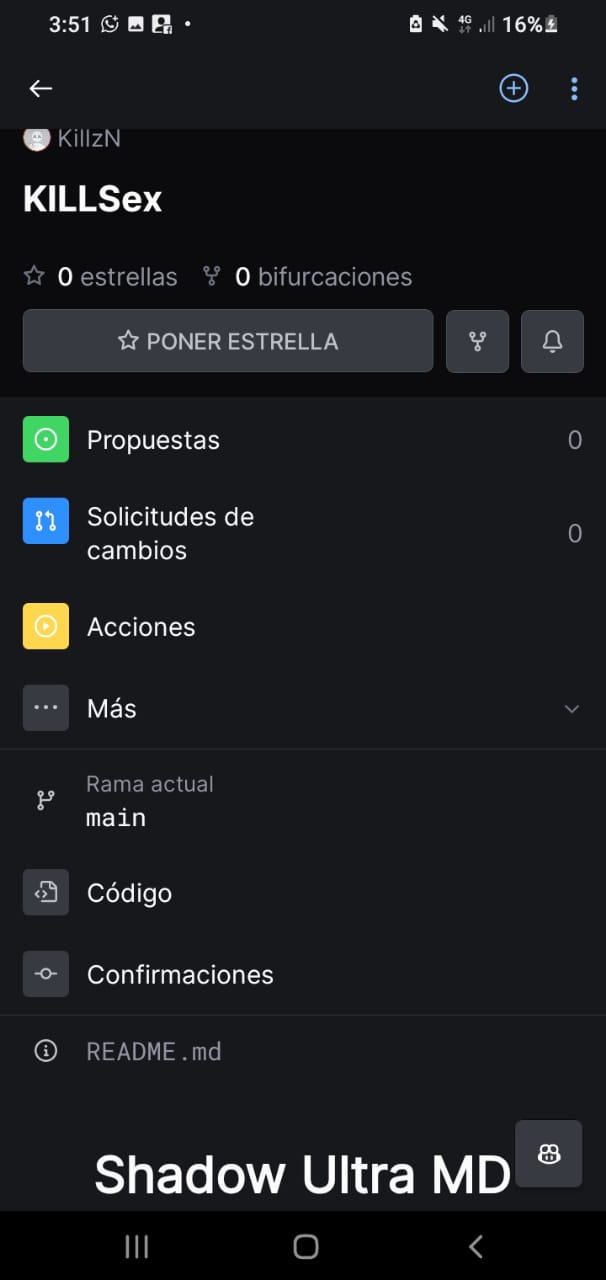 3:51
4G
16%
KillzN
KILLSex
0 estrellas 0 bifurcaciones
PONER ESTRELLA
Propuestas 0
Solicitudes de
cambios 0
Acciones
Más
Rama actual
main
Código
Confirmaciones
README.md
Shadow Ultra MD